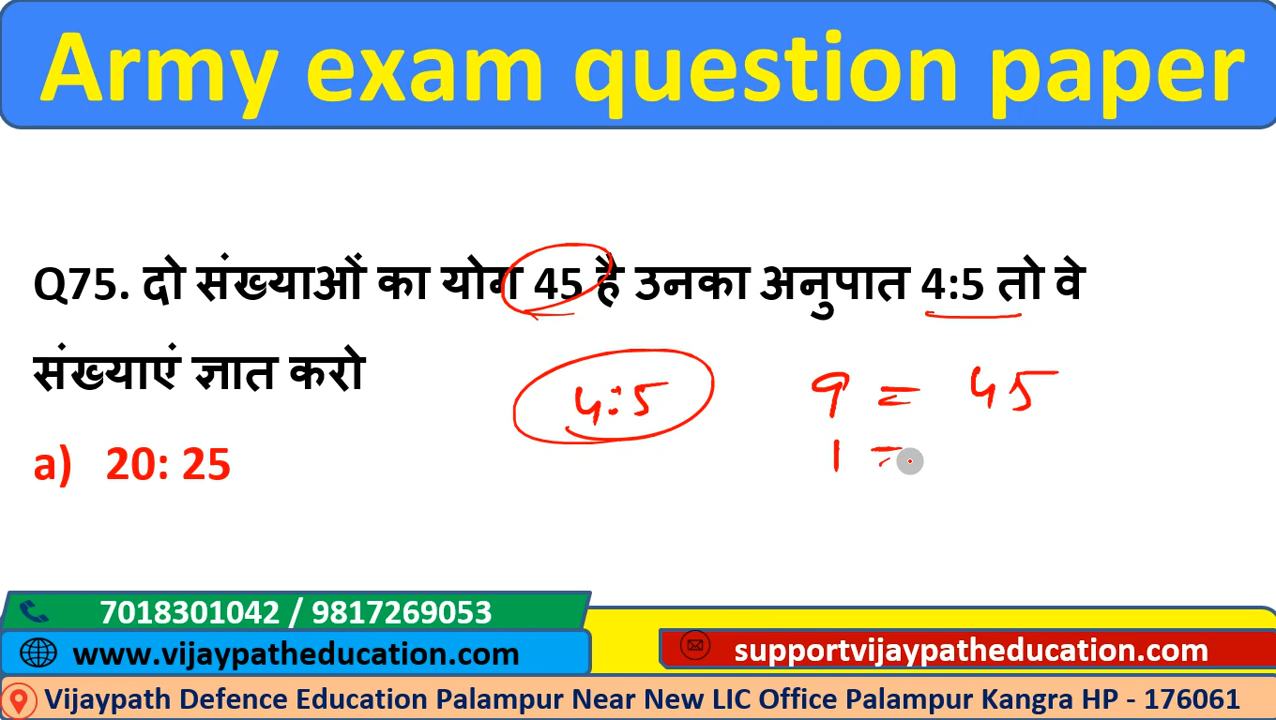 Army exam question paper
Q75. दो संख्याओं का योग 45 है उनका अनुपात 4:5 तो वे
संख्याएं ज्ञात करो
4:5
9 = 45
1 =
a) 20: 25
7018301042 / 9817269053
www.vijaypatheducation.com
supportvijaypatheducation.com
Vijaypath Defence Education Palampur Near New LIC Office Palampur Kangra HP - 176061